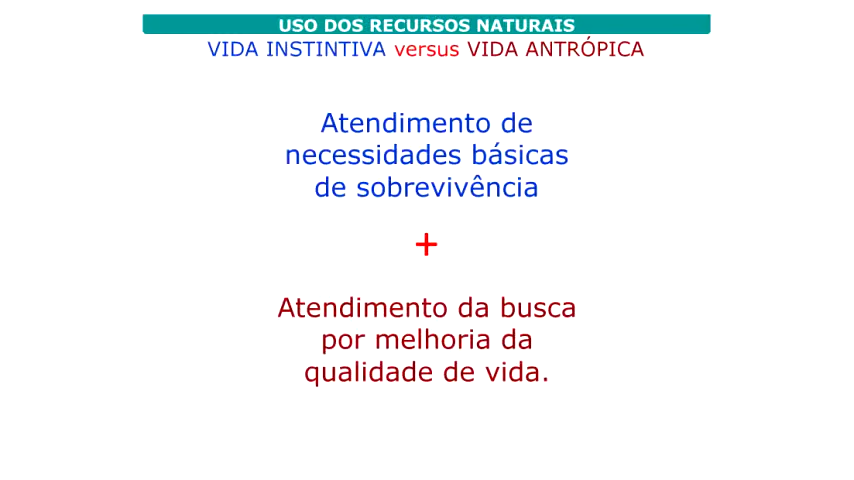 USO DOS RECURSOS NATURAIS
VIDA INSTINTIVA versus VIDA ANTRÓPICA
Atendimento de
necessidades básicas
de sobrevivência
+
Atendimento da busca
por melhoria da
qualidade de vida.